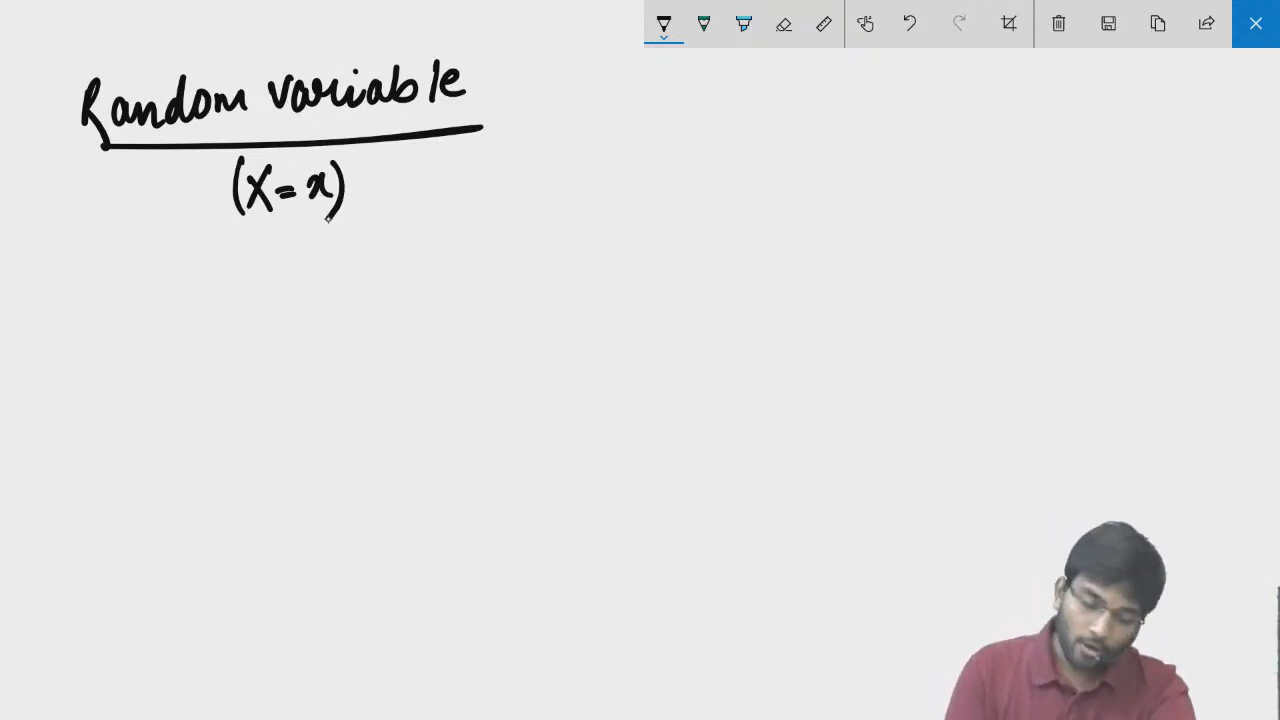 Random variable
(X = x)